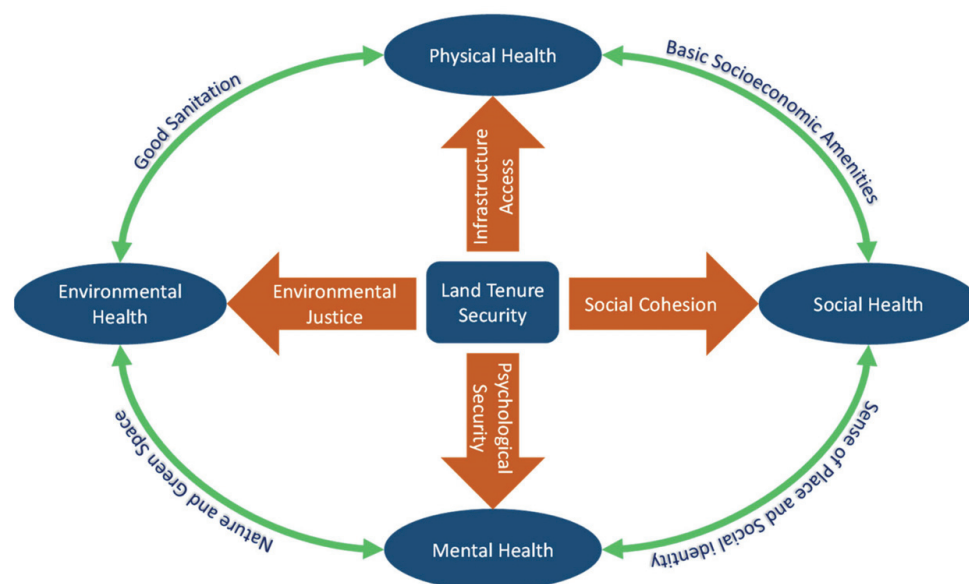 Physical Health
Good Sanitation
Basic Socioeconomic Amenities
Infrastructure
Access
Environmental
Health
Environmental
Justice
Land Tenure
Security
Social Cohesion
Social Health
Psychological
Security
Nature and Green Space
Sense of Place and Social identity
Mental Health